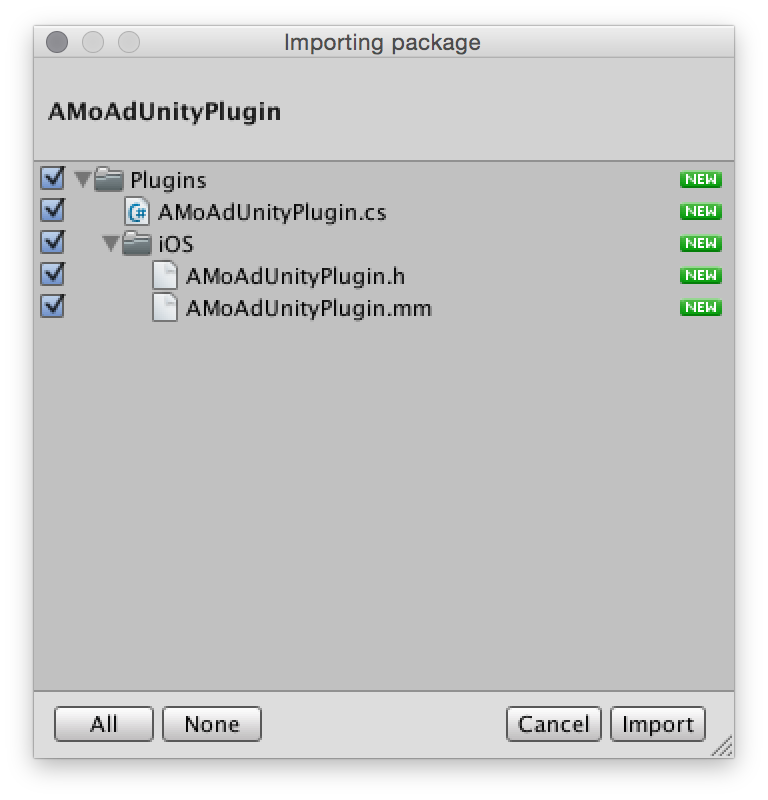 Importing package
AMoAdUnityPlugin
Plugins NEW
C# AMoAdUnityPlugin.cs NEW
iOS NEW
AMoAdUnityPlugin.h NEW
AMoAdUnityPlugin.mm NEW
All None Cancel Import